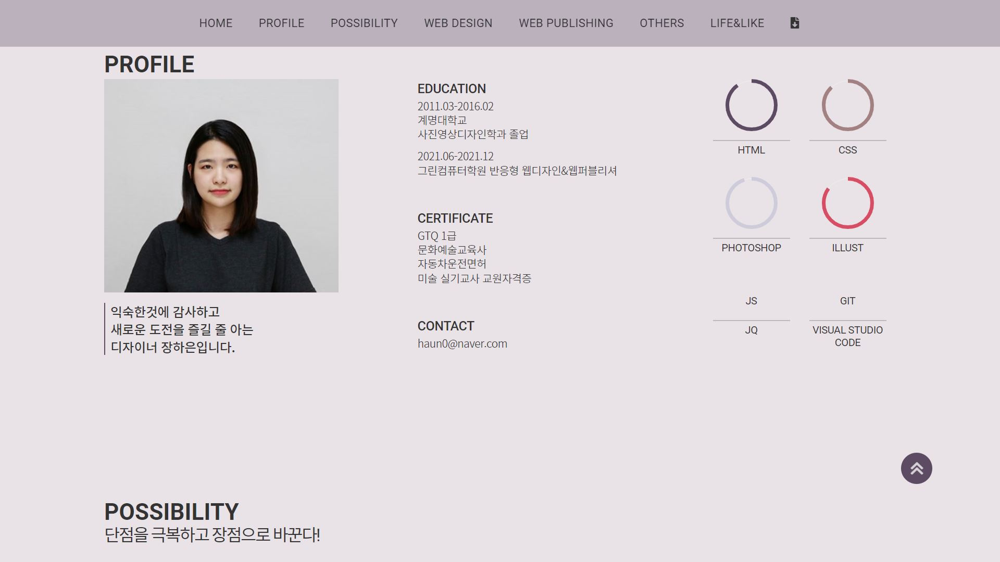 HOME PROFILE POSSIBILITY WEB DESIGN WEB PUBLISHING OTHERS LIFE&LIKE
PROFILE
익숙한것에 감사하고
새로운 도전을 즐길 줄 아는
디자이너 장하은입니다.
EDUCATION
2011.03-2016.02
계명대학교
사진영상디자인학과 졸업
2021.06-2021.12
그린컴퓨터학원 반응형 웹디자인&웹퍼블리셔
CERTIFICATE
GTQ 1급
문화예술교육사
자동차운전면허
미술 실기교사 교원자격증
CONTACT
haun0@naver.com
HTML CSS
PHOTOSHOP ILLUST
JS GIT
JQ VISUAL STUDIO
CODE
POSSIBILITY
단점을 극복하고 장점으로 바꾼다!